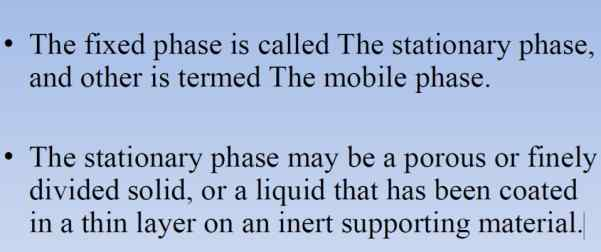 • The fixed phase is called The stationary phase,
and other is termed The mobile phase.
• The stationary phase may be a porous or finely
divided solid, or a liquid that has been coated
in a thin layer on an inert supporting material.